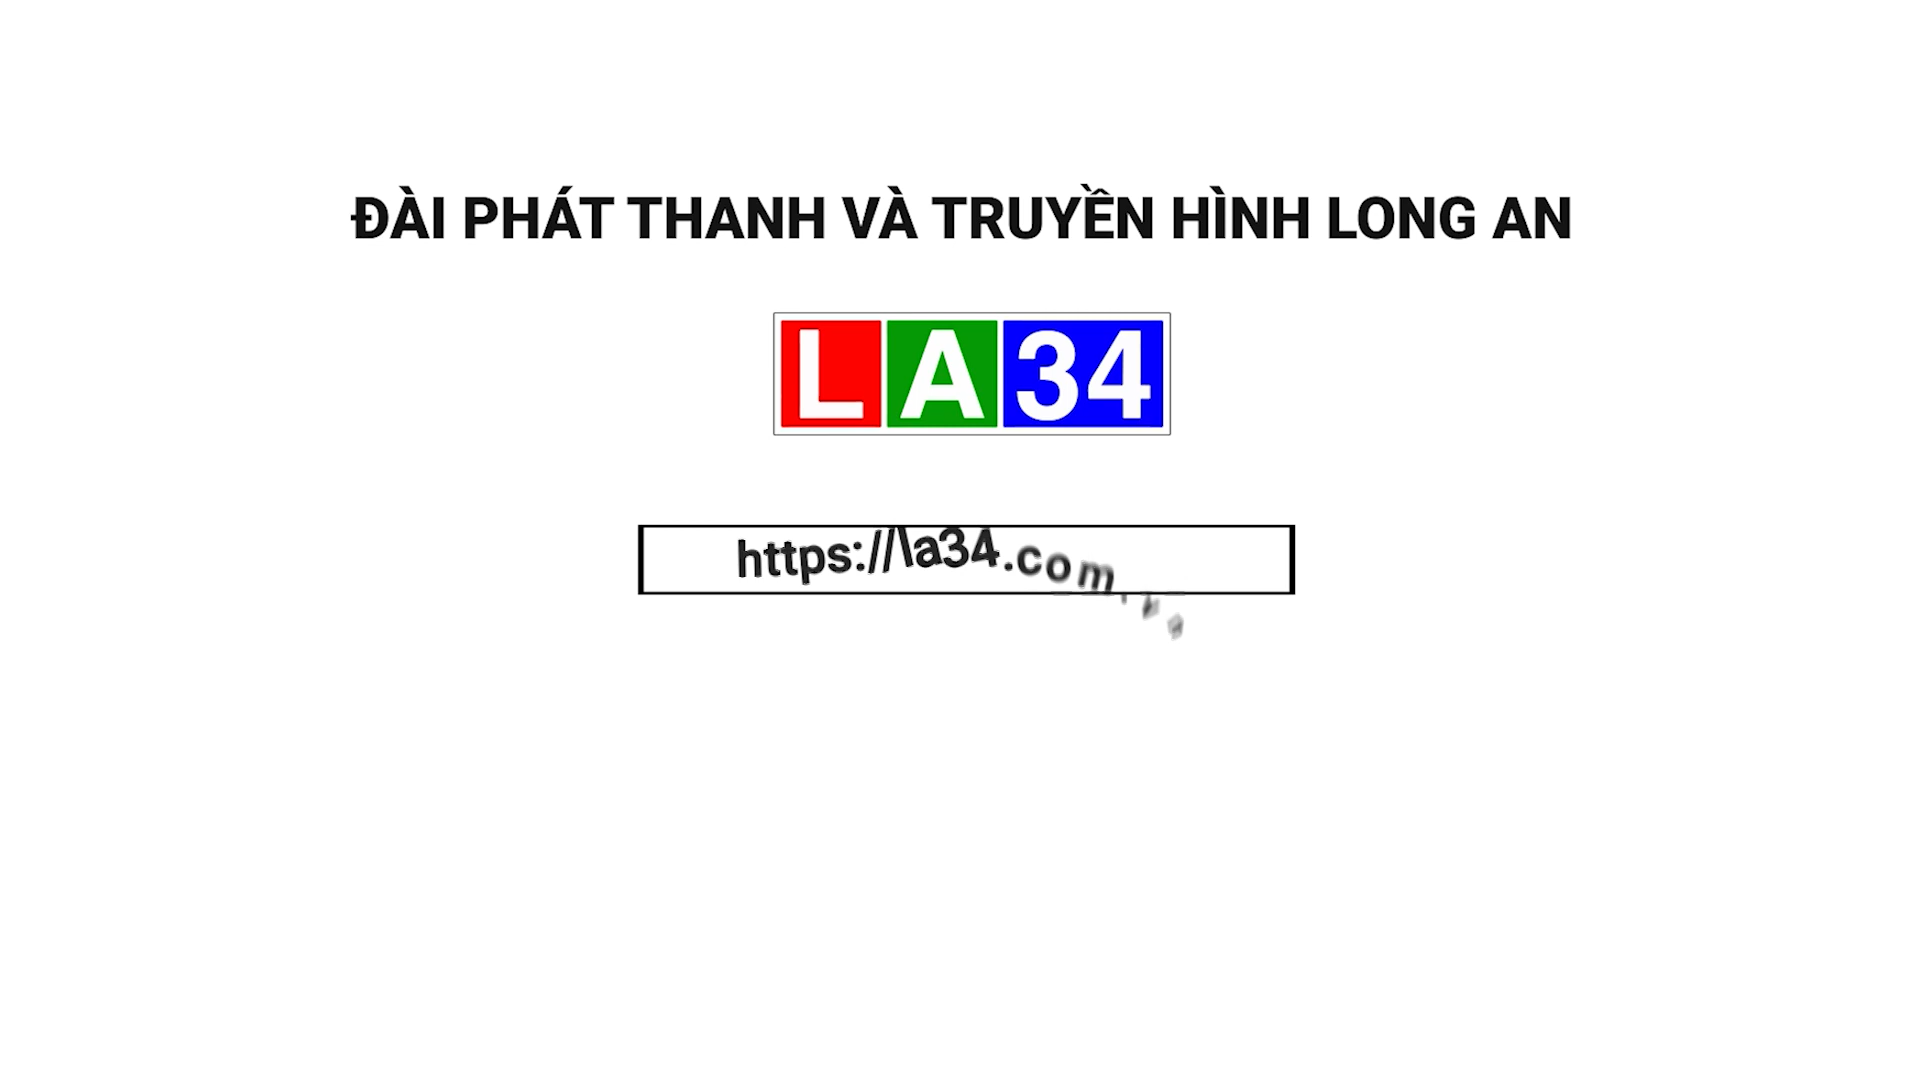 ĐÀI PHÁT THANH VÀ TRUYỀN HÌNH LONG AN
LA34
https://la34.com